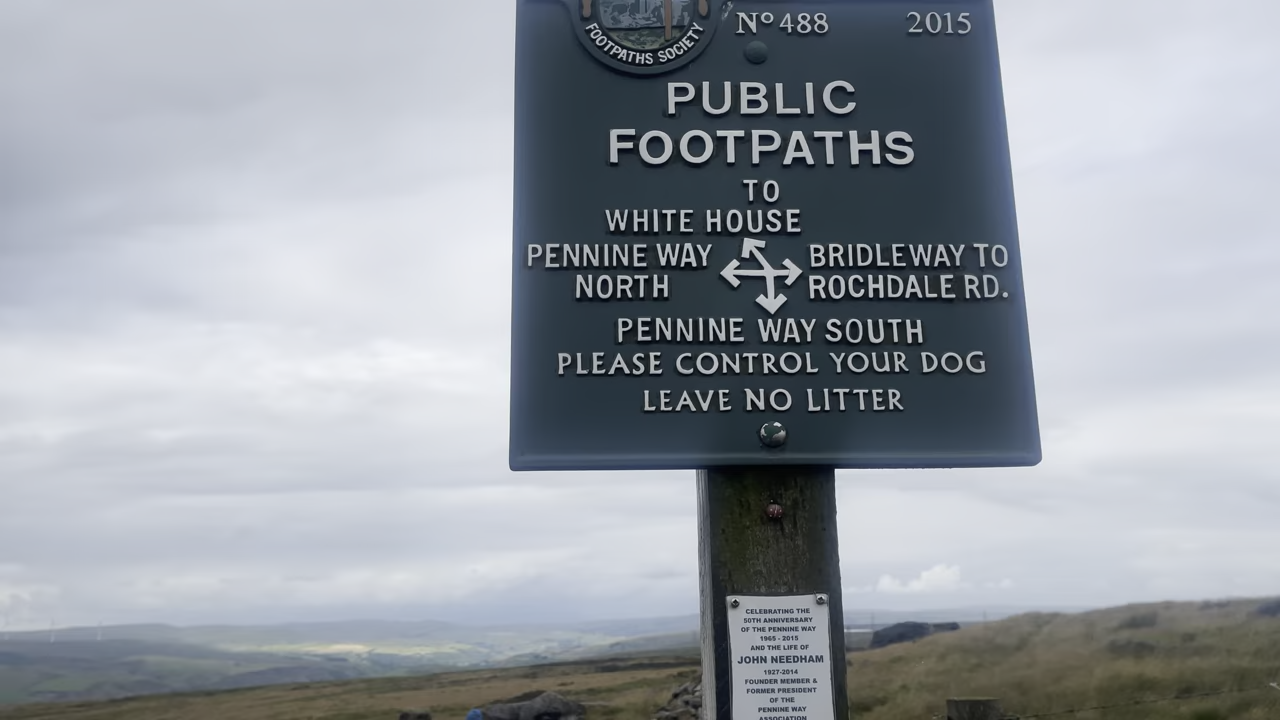 FOOTPATHS SOCIETY
Nº 488 2015
PUBLIC
FOOTPATHS
TO
WHITE HOUSE
PENNINE WAY
NORTH
BRIDLEWAY TO
ROCHDALE RD.
PENNINE WAY SOUTH
PLEASE CONTROL YOUR DOG
LEAVE NO LITTER
CELEBRATING THE
50TH ANNIVERSARY
OF THE PENNINE WAY
1965 - 2015
AND THE LIFE OF
JOHN NEEDHAM
1927-2014
FOUNDER MEMBER &
FORMER PRESIDENT
OF THE
PENNINE WAY
ASSOCIATION